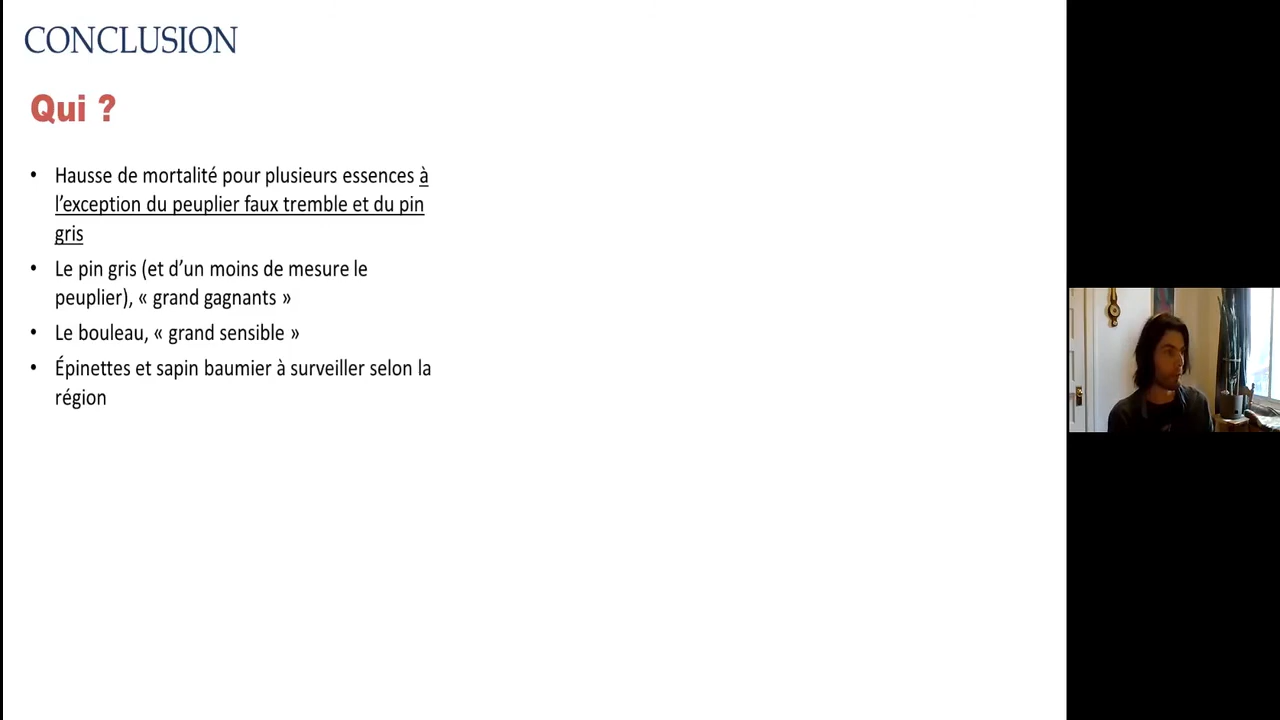 CONCLUSION
Qui ?
• Hausse de mortalité pour plusieurs essences à
l’exception du peuplier faux tremble et du pin
gris
• Le pin gris (et d’un moins de mesure le
peuplier), « grand gagnants »
• Le bouleau, « grand sensible »
• Épinettes et sapin baumier à surveiller selon la
région